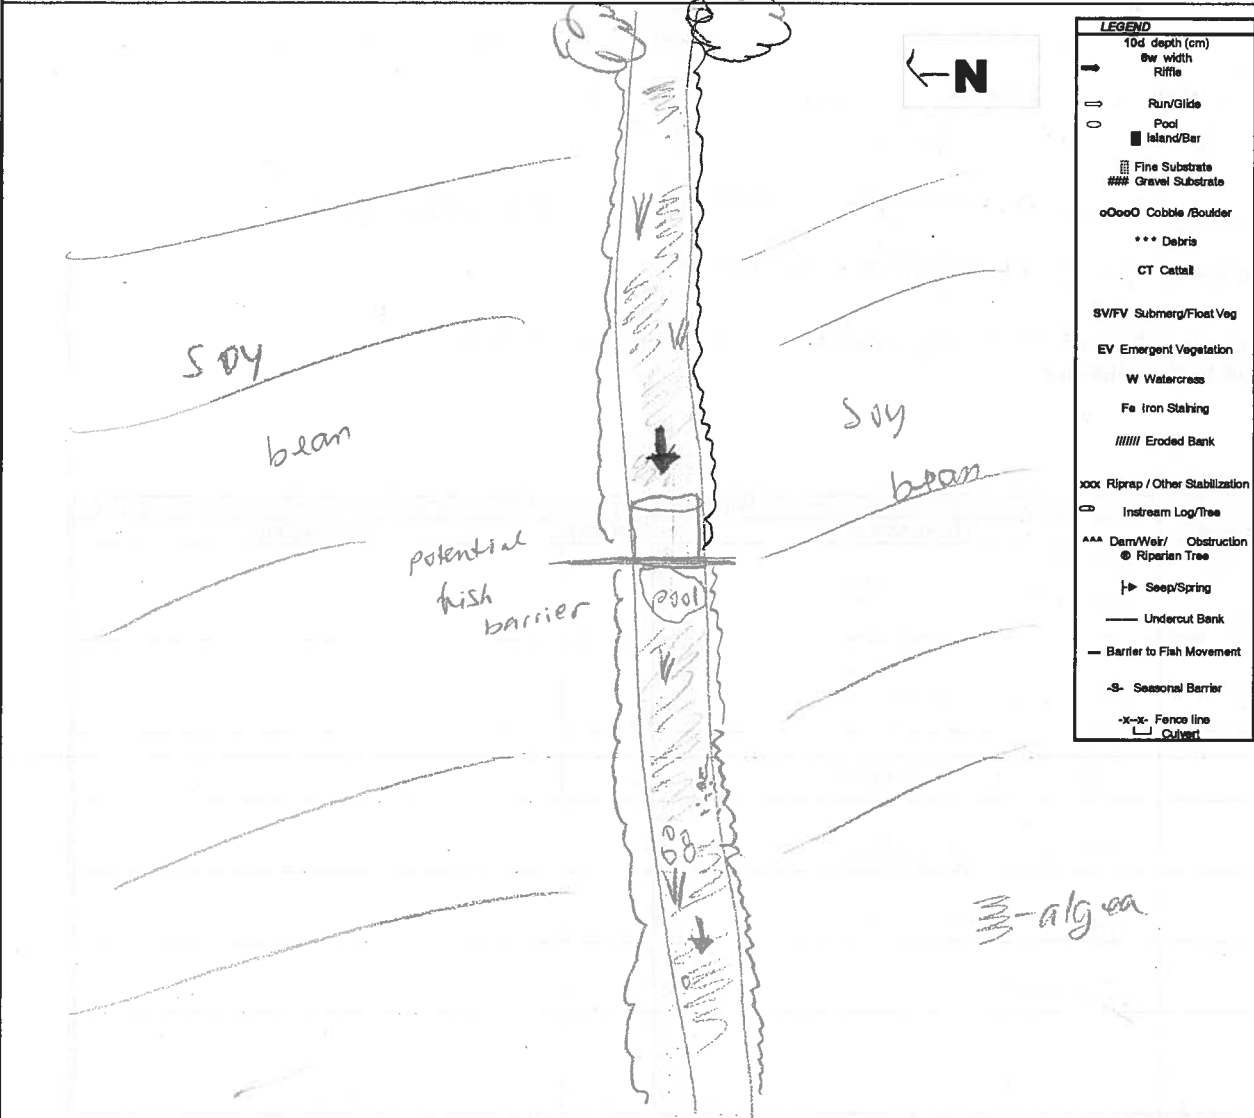 N
LEGEND
10d depth (cm)
6w width
Riffle
Run/Glide
Pool
Island/Bar
Fine Substrate
### Gravel Substrate
oOooO Cobble /Boulder
*** Debris
CT Cattail
SV/FV Submerg/Float Veg
EV Emergent Vegetation
W Watercress
Fe Iron Staining
/////// Eroded Bank
xxx Riprap / Other Stabilization
Instream Log/Tree
^^^ Dam/Weir/ Obstruction
Riparian Tree
Seep/Spring
Undercut Bank
Barrier to Fish Movement
-S- Seasonal Barrier
-x--x- Fence line
Culvert
soy
bean
soy
bean
potential
fish
barrier
pool
-algea